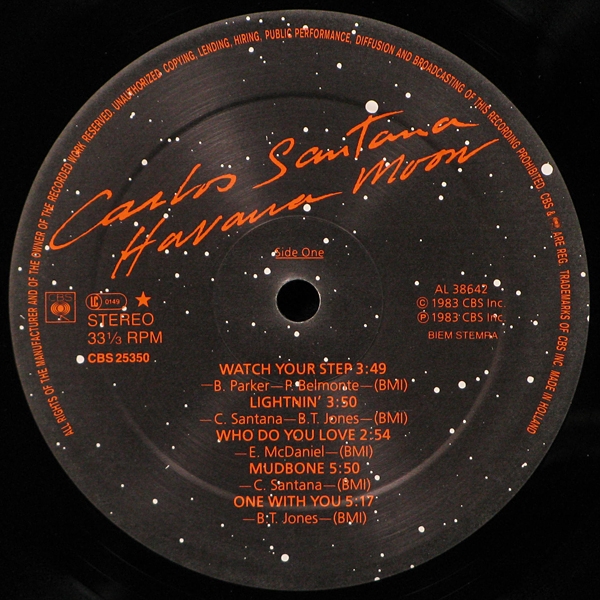 ALL RIGHTS OF THE MANUFACTURER AND OF THE OWNER OF THE RECORDED WORK RESERVED. UNAUTHORIZED COPYING, LENDING, HIRING, PUBLIC PERFORMANCE, DIFFUSION AND BROADCASTING OF THIS RECORDING PROHIBITED. CBS & ARE REG. TRADEMARKS OF CBS INC. MADE IN HOLLAND
Carlos Santana
Havana Moon
Side One
CBS
LC 0149 ★
STEREO
33⅓ RPM
CBS 25350
AL 38642
© 1983 CBS Inc.
℗ 1983 CBS Inc.
BIEM STEMRA
WATCH YOUR STEP 3:49
—B. Parker—P. Belmonte—(BMI)
LIGHTNIN' 3:50
—C. Santana—B.T. Jones—(BMI)
WHO DO YOU LOVE 2:54
—E. McDaniel—(BMI)
MUDBONE 5:50
—C. Santana—(BMI)
ONE WITH YOU 5:17
—B.T. Jones—(BMI)